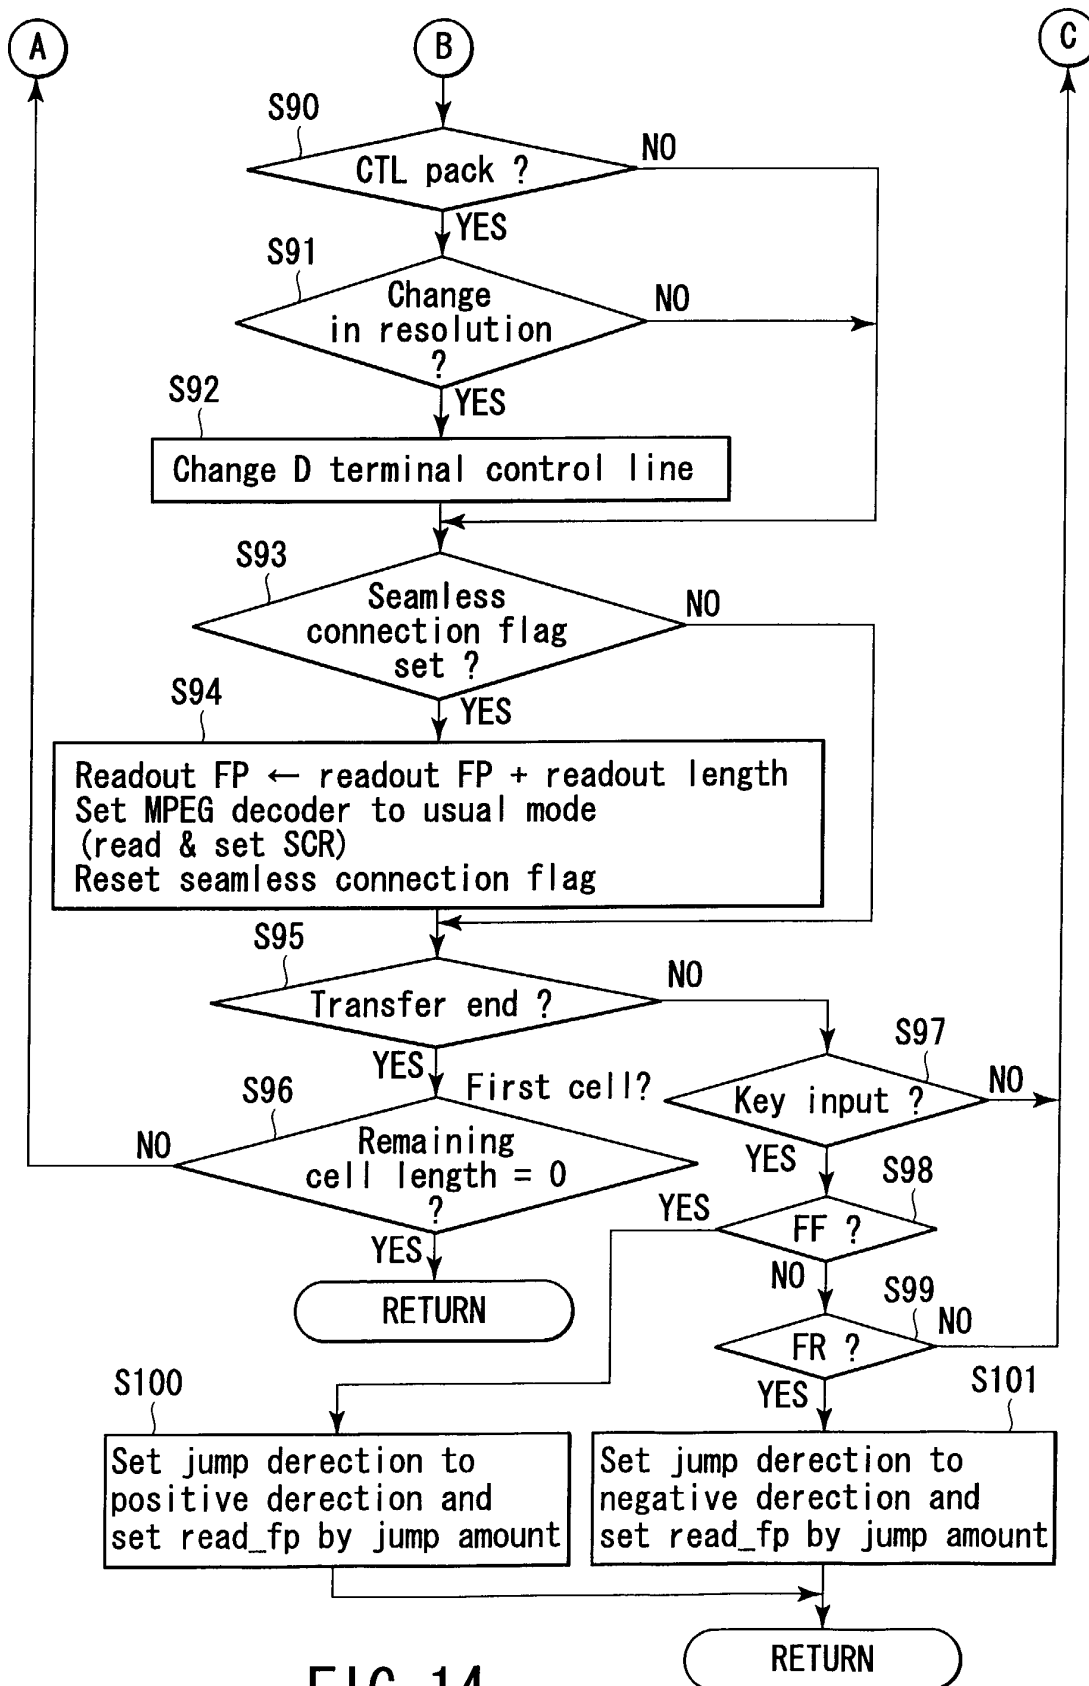 A
B
C
S90
CTL pack ?
NO
YES
S91
Change
in resolution
?
NO
YES
S92
Change D terminal control line
S93
Seamless
connection flag
set ?
NO
YES
S94
Readout FP ← readout FP + readout length
Set MPEG decoder to usual mode
(read & set SCR)
Reset seamless connection flag
S95
Transfer end ?
NO
YES
S96
First cell?
Remaining
cell length = 0
?
NO
YES
RETURN
S97
Key input ?
NO
YES
S98
FF ?
YES
NO
S99
FR ?
NO
YES
S100
Set jump derection to
positive derection and
set read_fp by jump amount
S101
Set jump derection to
negative derection and
set read_fp by jump amount
RETURN
FIG. 14